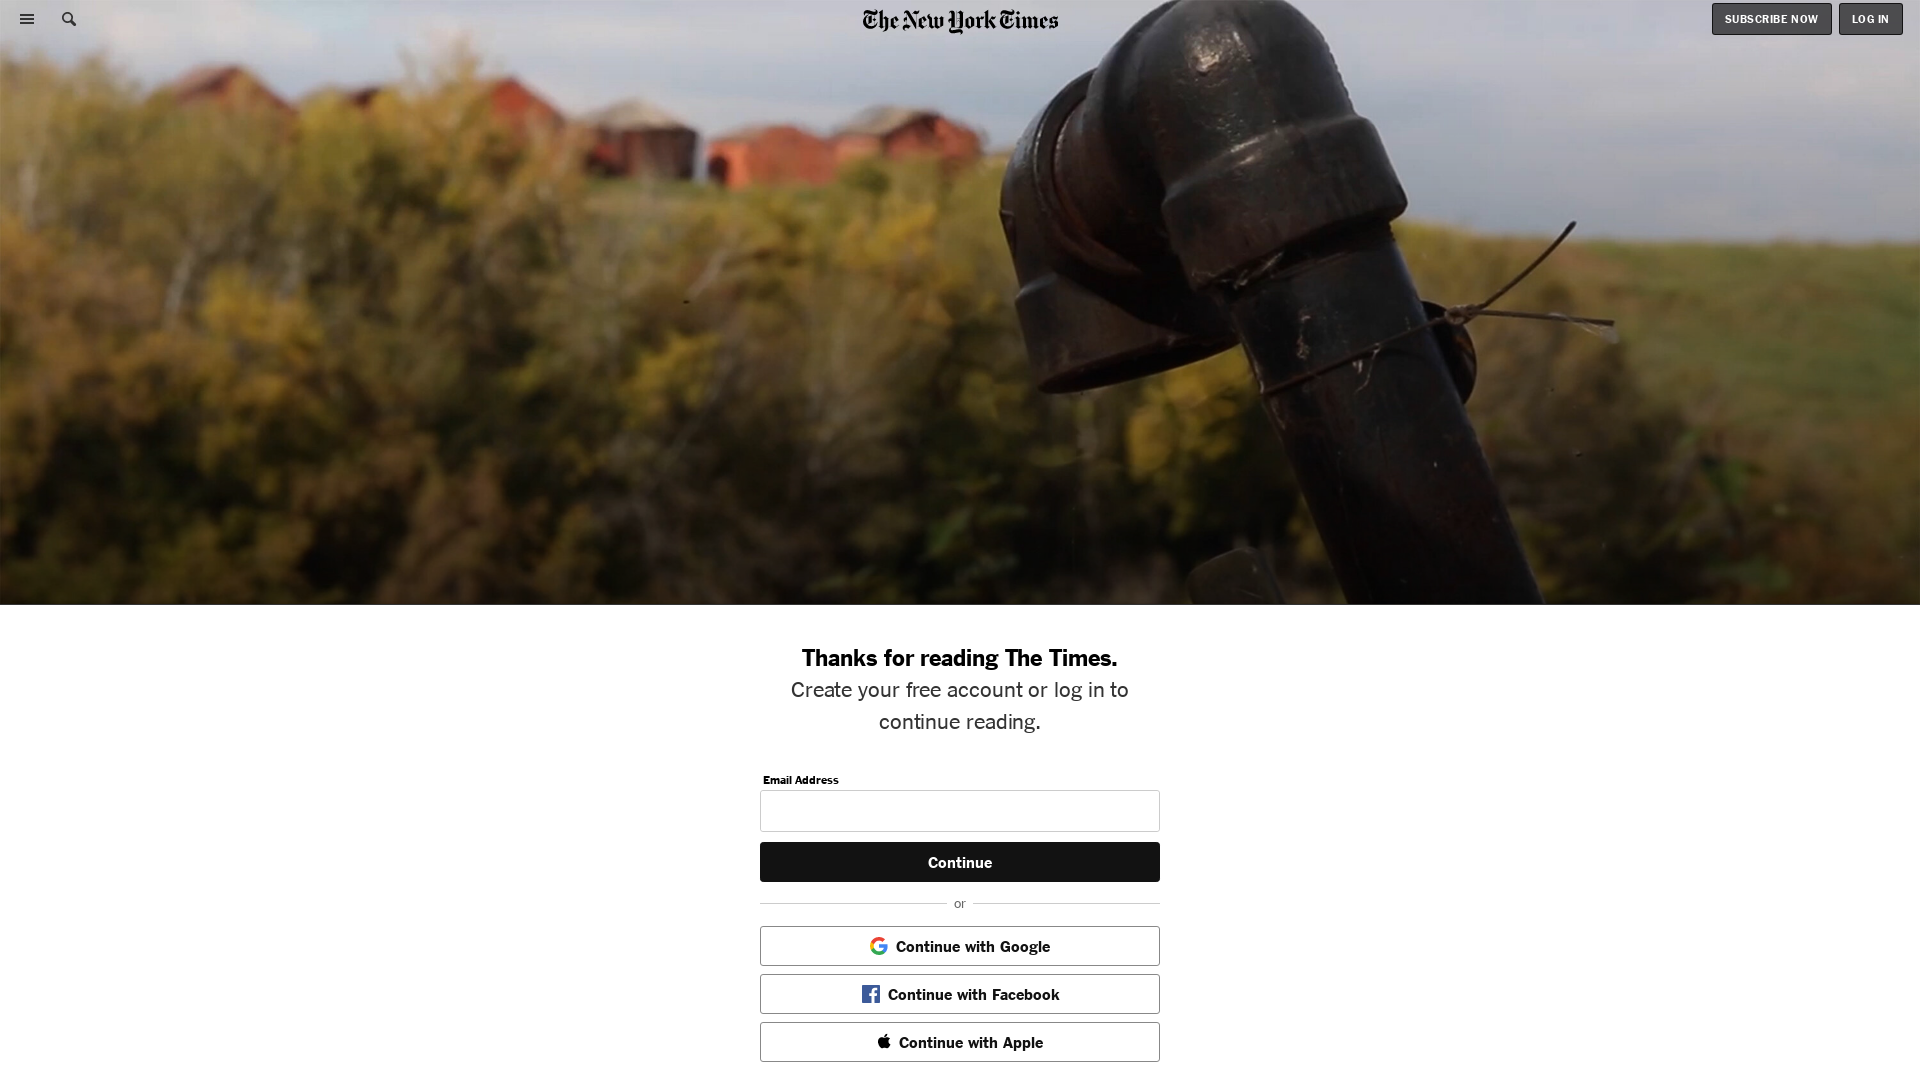 The New York Times
SUBSCRIBE NOW
LOG IN
Thanks for reading The Times.
Create your free account or log in to
continue reading.
Email Address
Continue
or
Continue with Google
Continue with Facebook
Continue with Apple